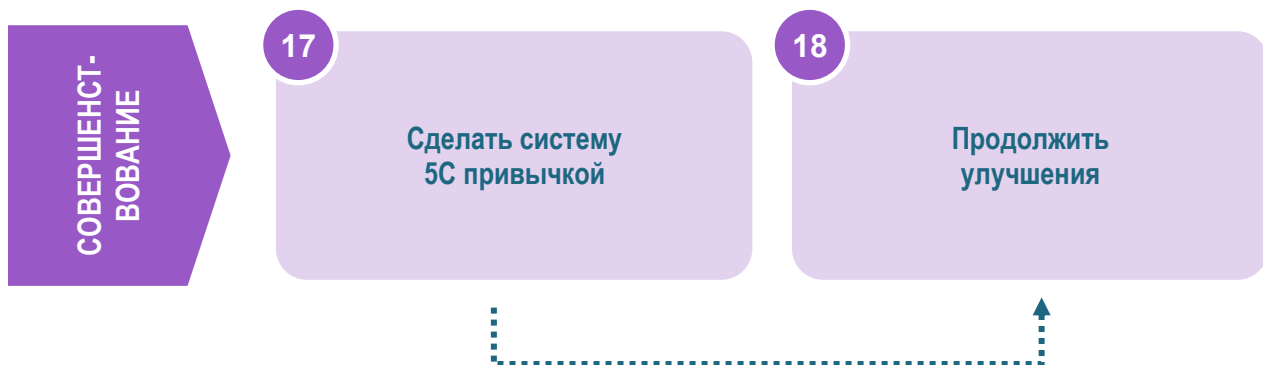 СОВЕРШЕНСТ-
ВОВАНИЕ
17
Сделать систему
5С привычкой
18
Продолжить
улучшения